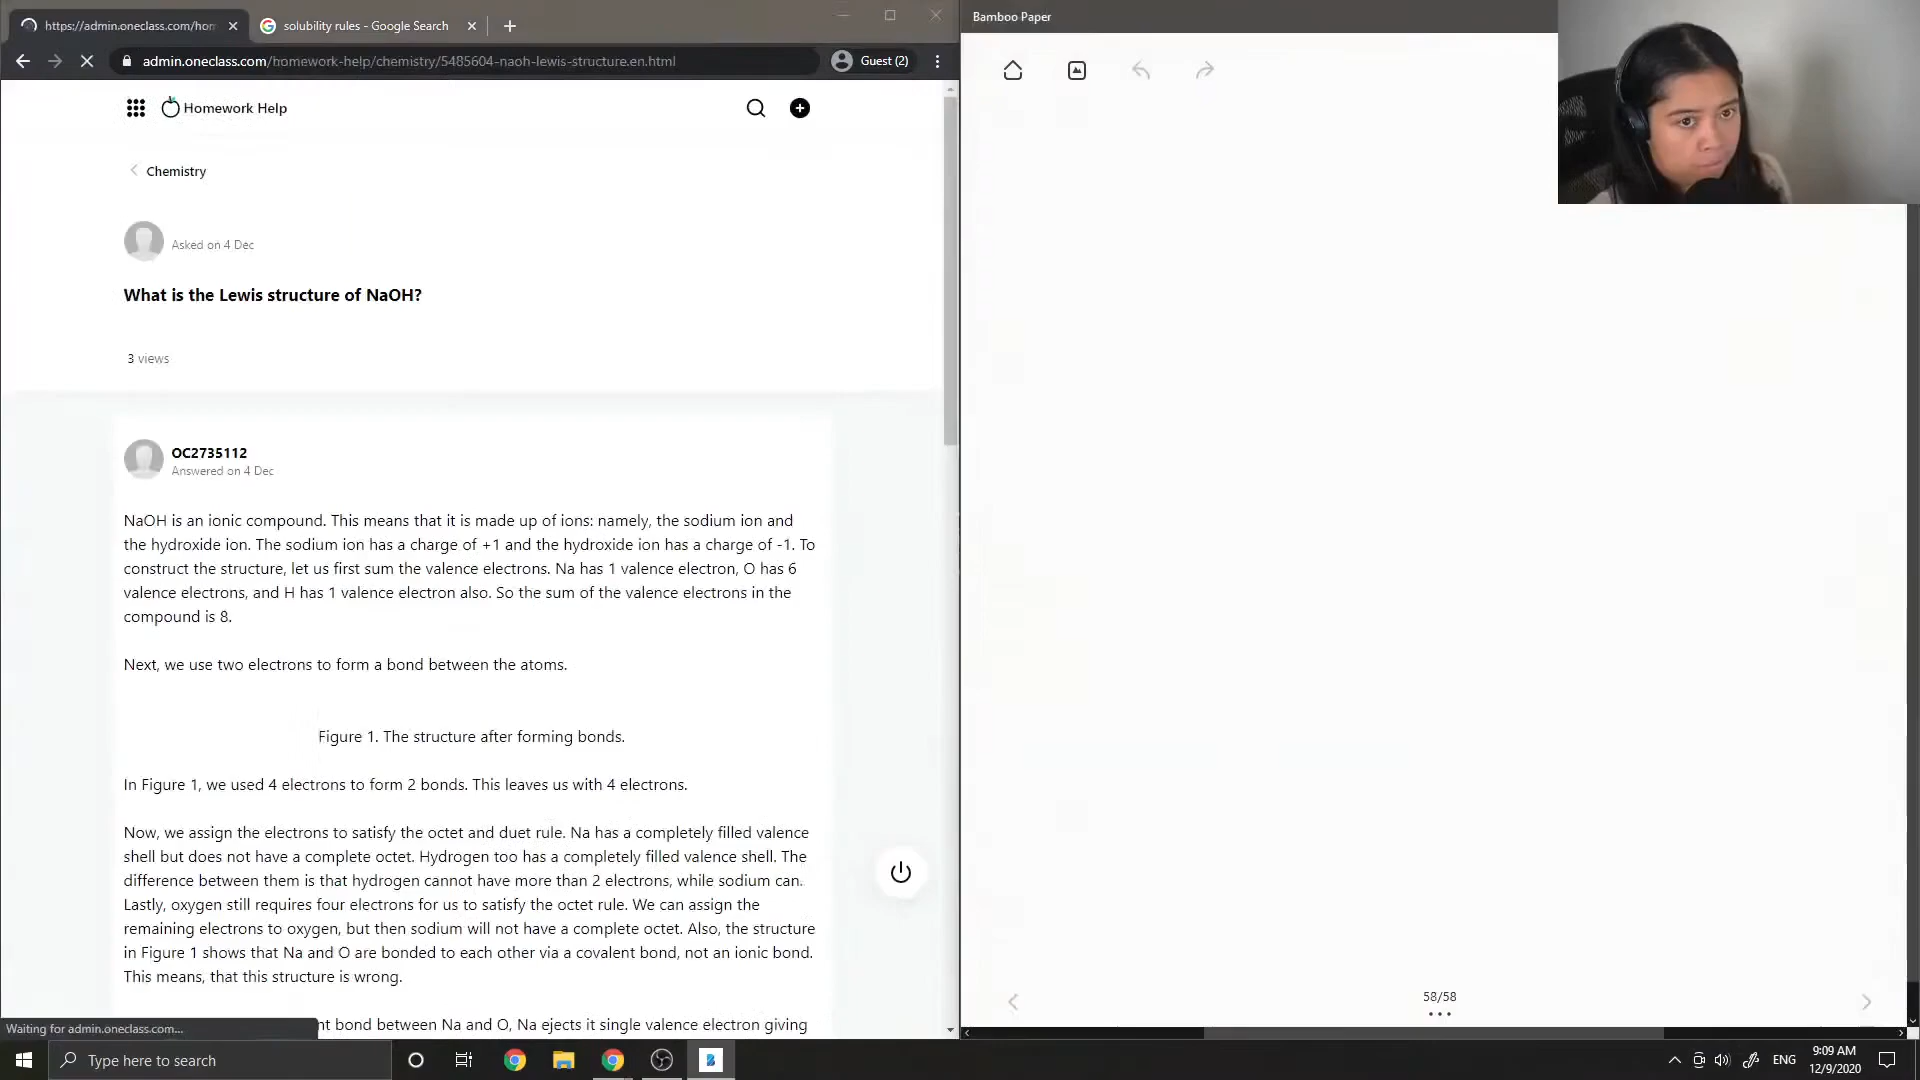 https://admin.oneclass.com/hom
solubility rules - Google Search
Bamboo Paper
admin.oneclass.com/homework-help/chemistry/5485604-naoh-lewis-structure.en.html
Guest (2)
Homework Help
Chemistry
Asked on 4 Dec
What is the Lewis structure of NaOH?
3 views
OC2735112
Answered on 4 Dec
NaOH is an ionic compound. This means that it is made up of ions: namely, the sodium ion and
the hydroxide ion. The sodium ion has a charge of +1 and the hydroxide ion has a charge of -1. To
construct the structure, let us first sum the valence electrons. Na has 1 valence electron, O has 6
valence electrons, and H has 1 valence electron also. So the sum of the valence electrons in the
compound is 8.
Next, we use two electrons to form a bond between the atoms.
Figure 1. The structure after forming bonds.
In Figure 1, we used 4 electrons to form 2 bonds. This leaves us with 4 electrons.
Now, we assign the electrons to satisfy the octet and duet rule. Na has a completely filled valence
shell but does not have a complete octet. Hydrogen too has a completely filled valence shell. The
difference between them is that hydrogen cannot have more than 2 electrons, while sodium can.
Lastly, oxygen still requires four electrons for us to satisfy the octet rule. We can assign the
remaining electrons to oxygen, but then sodium will not have a complete octet. Also, the structure
in Figure 1 shows that Na and O are bonded to each other via a covalent bond, not an ionic bond.
This means, that this structure is wrong.
nt bond between Na and O, Na ejects it single valence electron giving
Waiting for admin.oneclass.com...
58/58
Type here to search
ENG
9:09 AM
12/9/2020